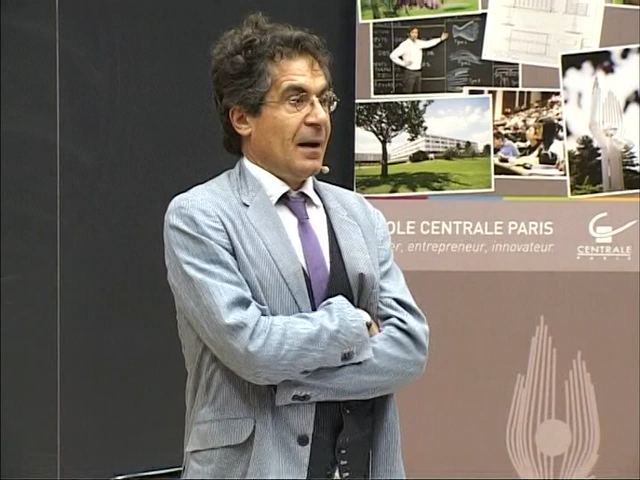 OLE CENTRALE PARIS
er, entrepreneur, innovateur
CENTRALE
PARIS